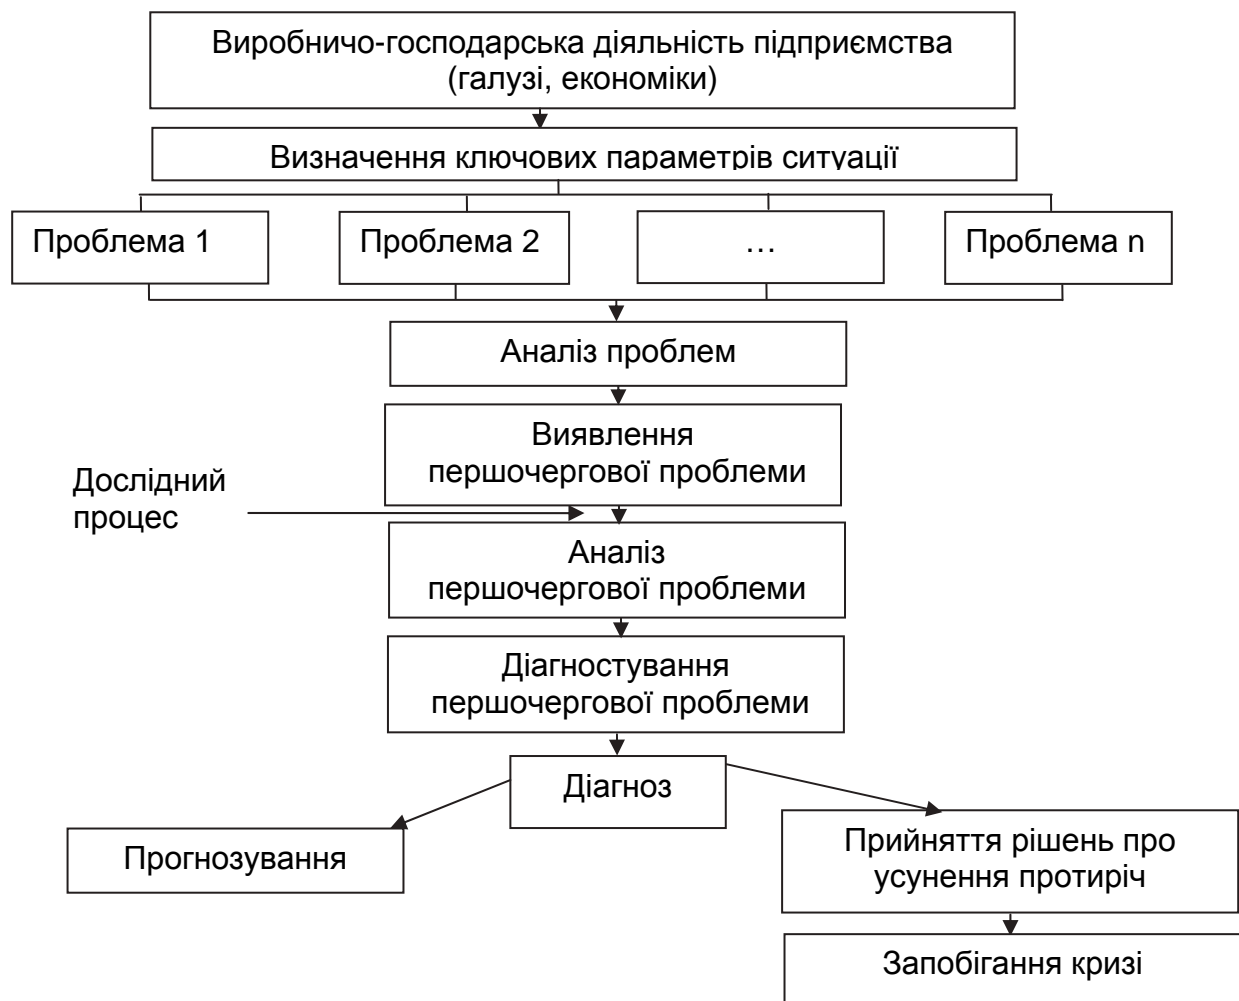 Виробничо-господарська діяльність підприємства
(галузі, економіки)
Визначення ключових параметрів ситуації
Проблема 1
Проблема 2
…
Проблема n
Аналіз проблем
Виявлення
першочергової проблеми
Дослідний
процес
Аналіз
першочергової проблеми
Діагностування
першочергової проблеми
Діагноз
Прогнозування
Прийняття рішень про
усунення протиріч
Запобігання кризі